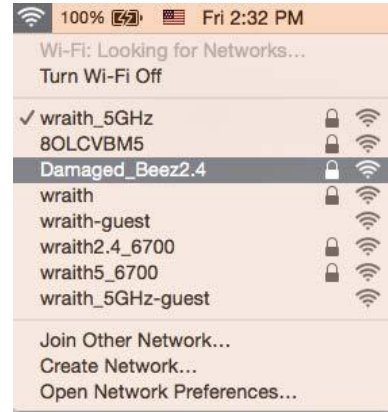 100% Fri 2:32 PM
Wi-Fi: Looking for Networks...
Turn Wi-Fi Off
wraith_5GHz
8OLCVBM5
Damaged_Beez2.4
wraith
wraith-guest
wraith2.4_6700
wraith5_6700
wraith_5GHz-guest
Join Other Network...
Create Network...
Open Network Preferences...